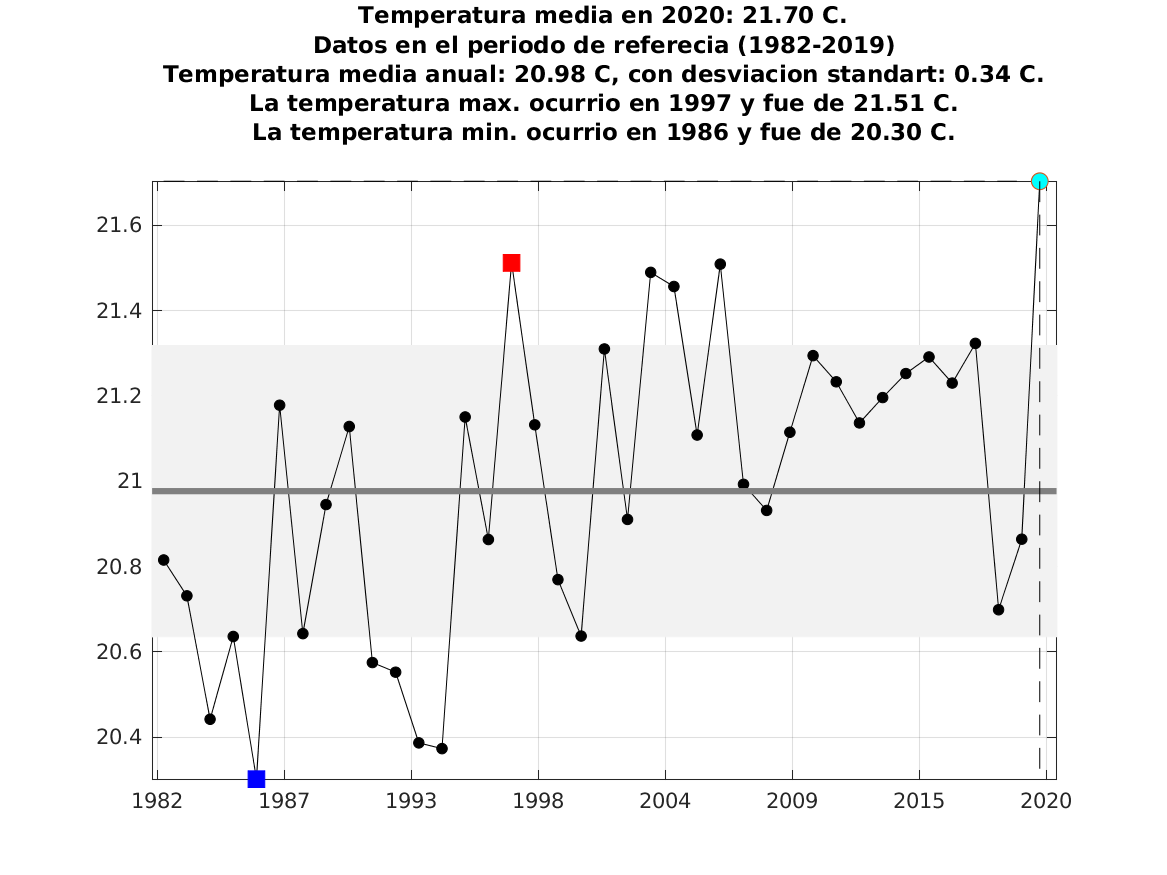 Temperatura media en 2020: 21.70 C.
Datos en el periodo de referecia (1982-2019)
Temperatura media anual: 20.98 C, con desviacion standart: 0.34 C.
La temperatura max. ocurrio en 1997 y fue de 21.51 C.
La temperatura min. ocurrio en 1986 y fue de 20.30 C.
21.6
21.4
21.2
21
20.8
20.6
20.4
1982 1987 1993 1998 2004 2009 2015 2020